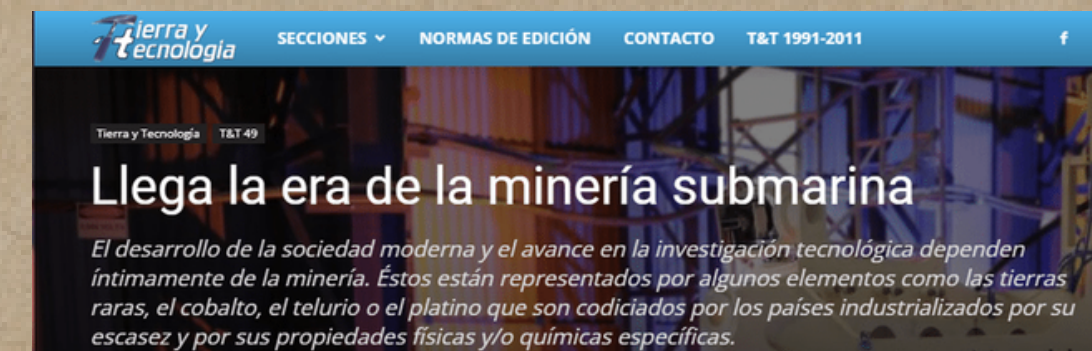 Tierra y
Tecnología
SECCIONES NORMAS DE EDICIÓN CONTACTO T&T 1991-2011 f
Tierra y Tecnología T&T 49
Llega la era de la minería submarina
El desarrollo de la sociedad moderna y el avance en la investigación tecnológica dependen
íntimamente de la minería. Éstos están representados por algunos elementos como las tierras
raras, el cobalto, el telurio o el platino que son codiciados por los países industrializados por su
escasez y por sus propiedades físicas y/o químicas específicas.